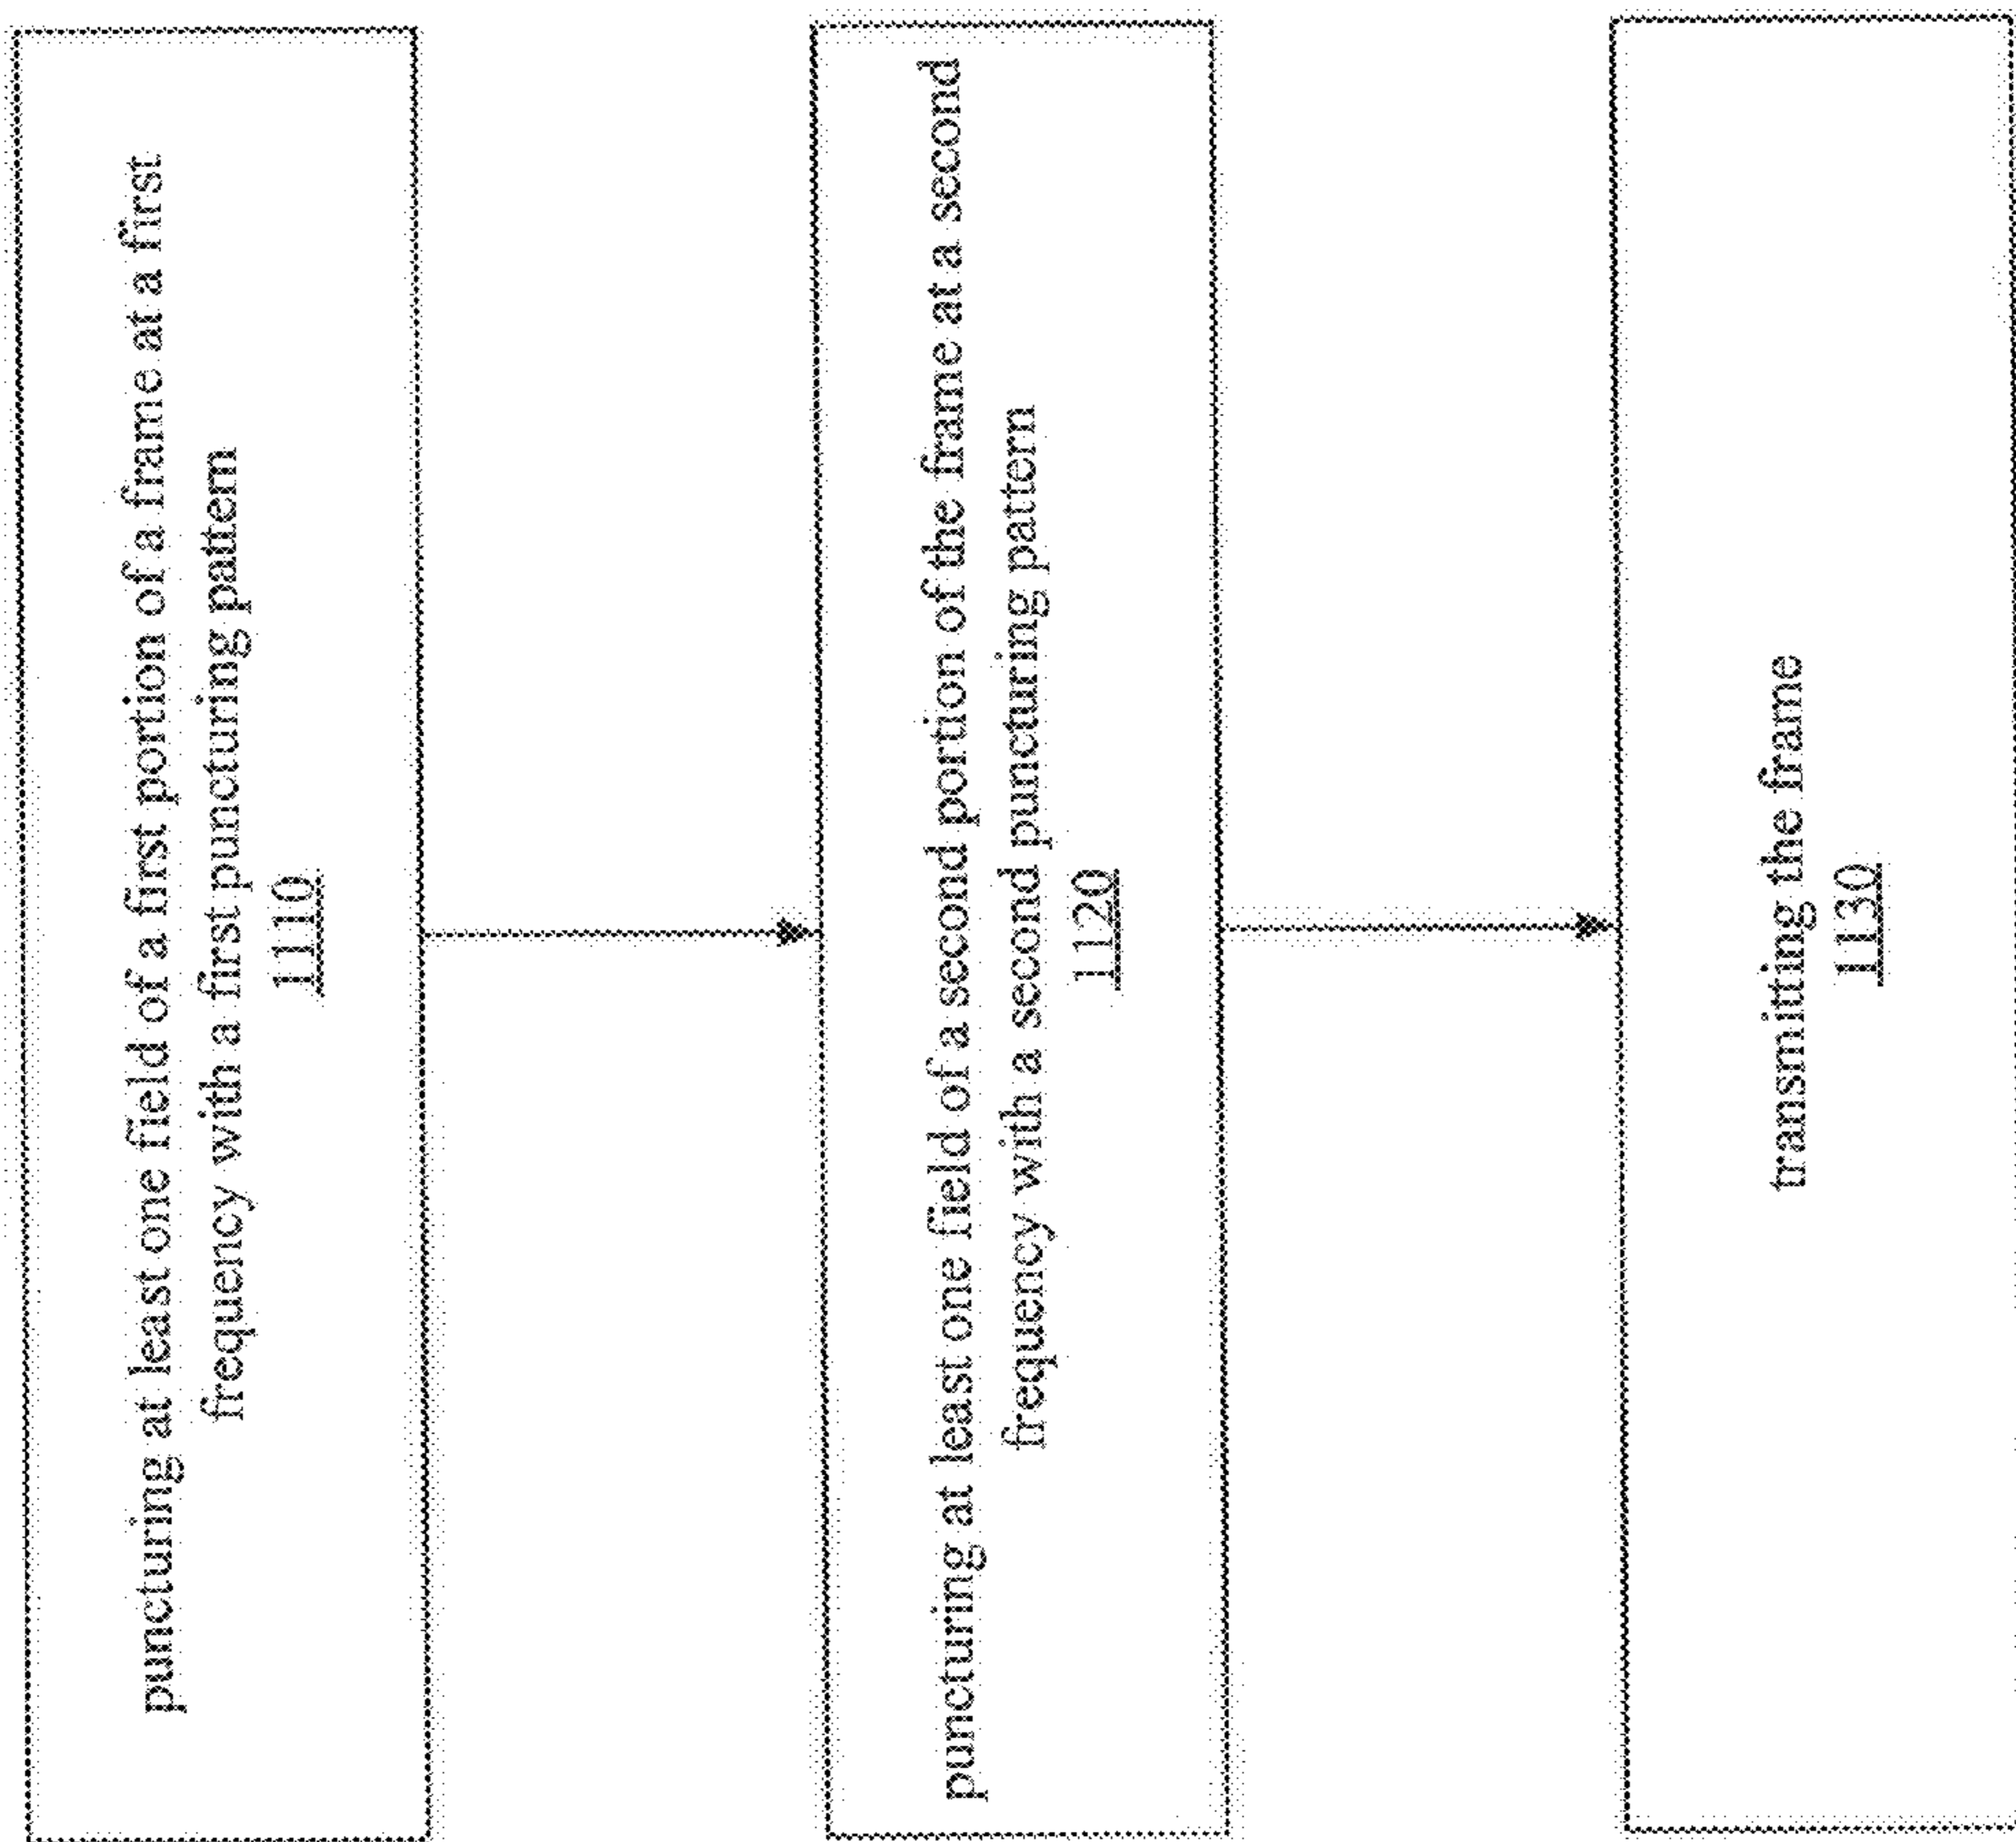 puncturing at least one field of a first portion of a frame at a first
frequency with a first puncturing pattern
1110
puncturing at least one field of a second portion of the frame at a second
frequency with a second puncturing pattern
1120
transmitting the frame
1130